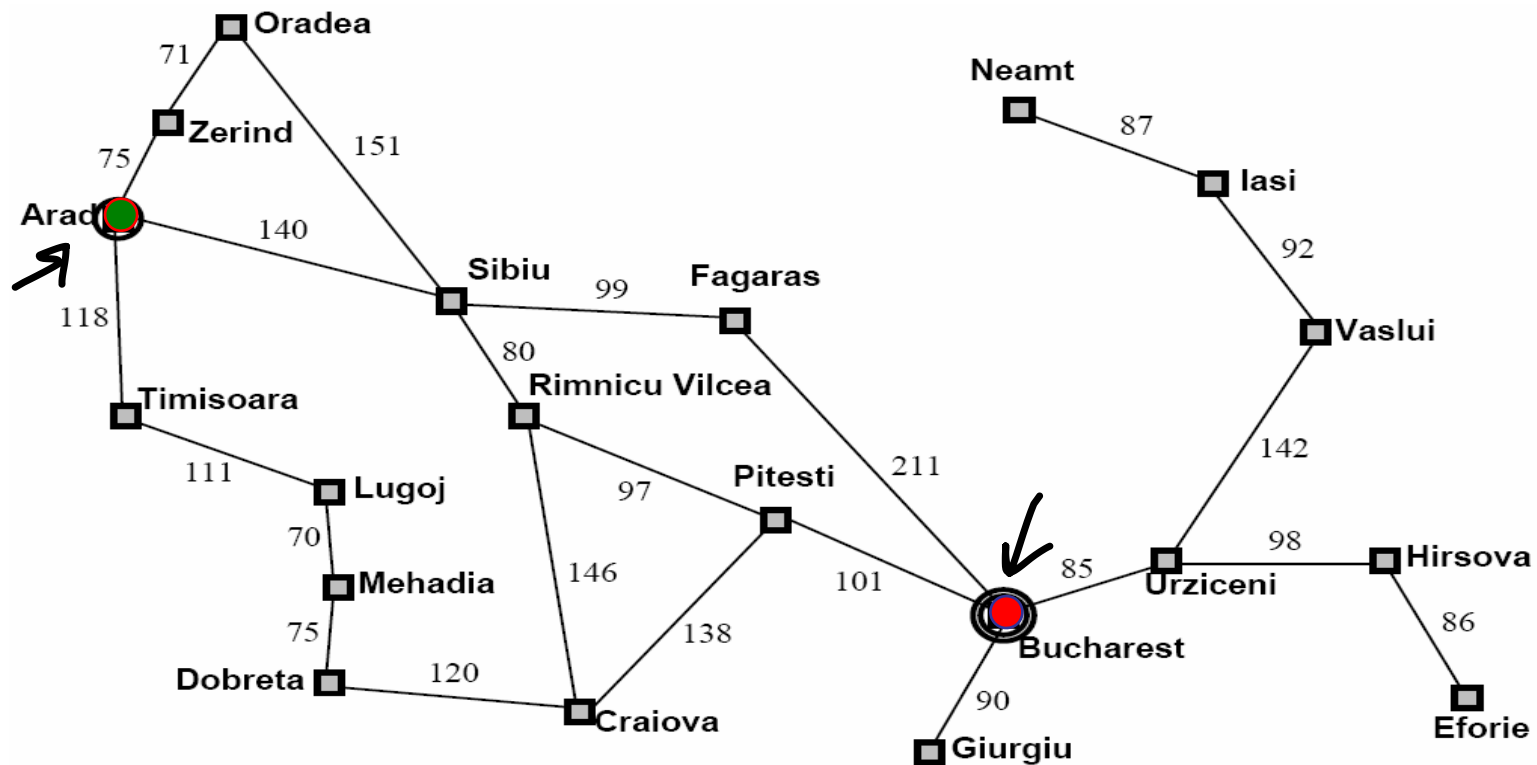 Oradea
71
Neamt
87
Zerind
151
75
Iasi
Arad
140
92
Sibiu
Fagaras
99
118
Vaslui
80
Rimnicu Vilcea
Timisoara
142
211
111
Pitesti
Lugoj
97
70
98
Hirsova
85
146
101
Urziceni
Mehadia
86
75
138
Bucharest
Dobreta
120
90
Craiova
Eforie
Giurgiu